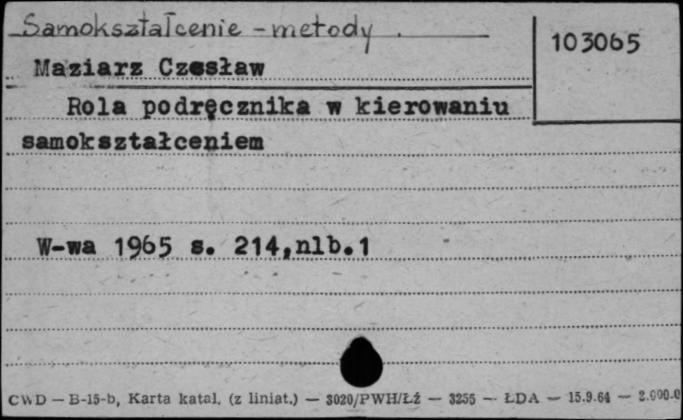 Samokształcenie - metody.
103065
Maziarz Czesław
Rola podręcznika w kierowaniu
samokształceniem
W-wa 1965 s. 214,nlb.1
CWD — B-15-b, Karta katal. (z liniat.) — 3020/PWH/Łź — 3255 — ŁDA — 15.9.64 — 2.000.0